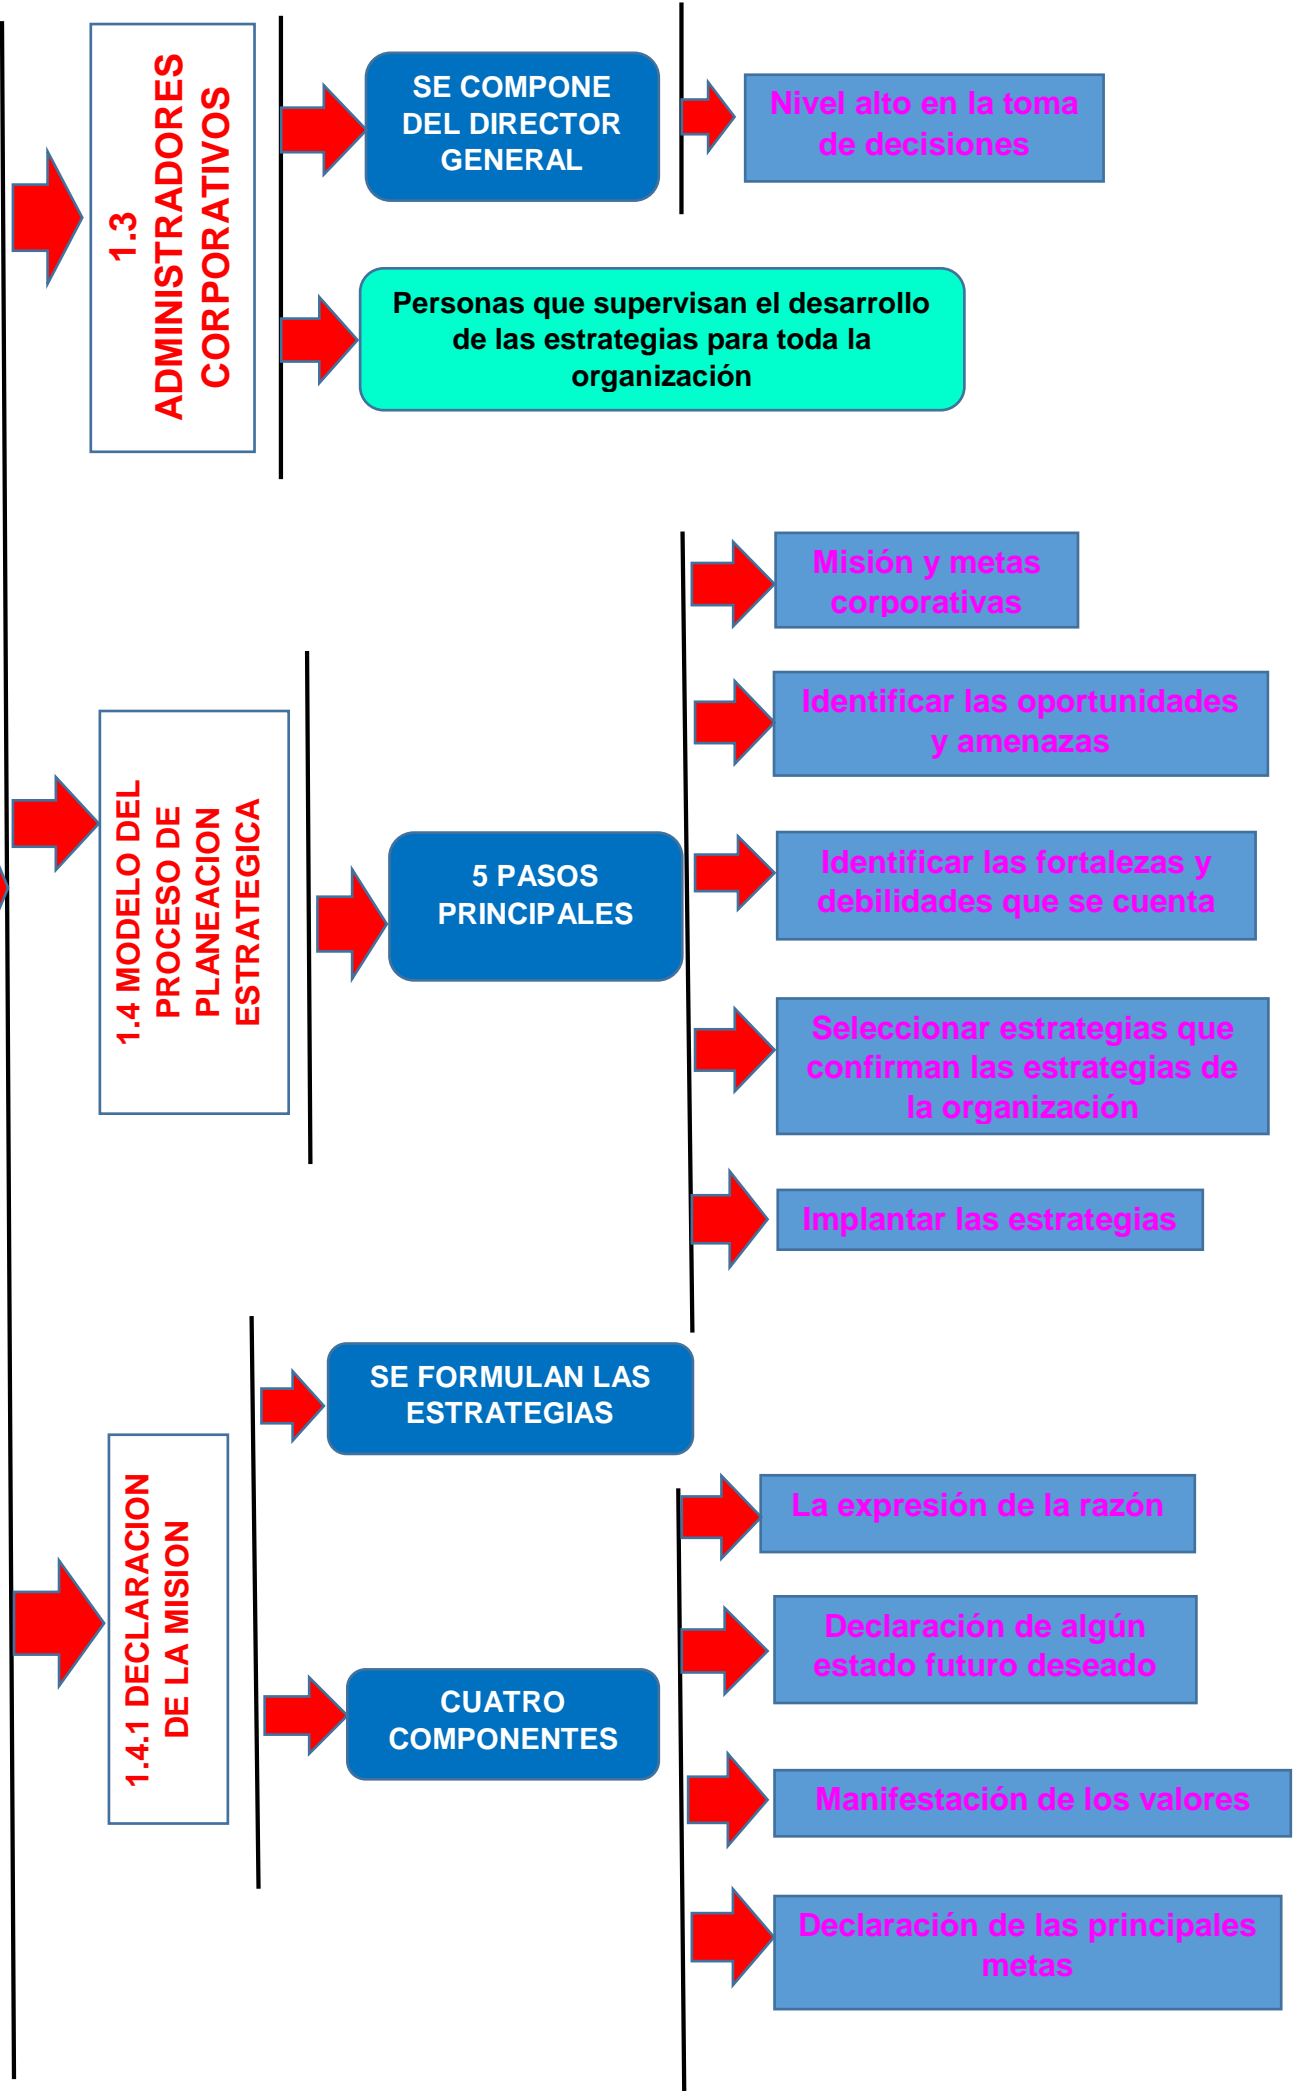 1.3
ADMINISTRADORES
CORPORATIVOS
SE COMPONE
DEL DIRECTOR
GENERAL
Nivel alto en la toma
de decisiones
Personas que supervisan el desarrollo
de las estrategias para toda la
organización
1.4 MODELO DEL
PROCESO DE
PLANEACION
ESTRATEGICA
5 PASOS
PRINCIPALES
Misión y metas
corporativas
Identificar las oportunidades
y amenazas
Identificar las fortalezas y
debilidades que se cuenta
Seleccionar estrategias que
confirman las estrategias de
la organización
Implantar las estrategias
1.4.1 DECLARACION
DE LA MISION
SE FORMULAN LAS
ESTRATEGIAS
CUATRO
COMPONENTES
La expresión de la razón
Declaración de algún
estado futuro deseado
Manifestación de los valores
Declaración de las principales
metas